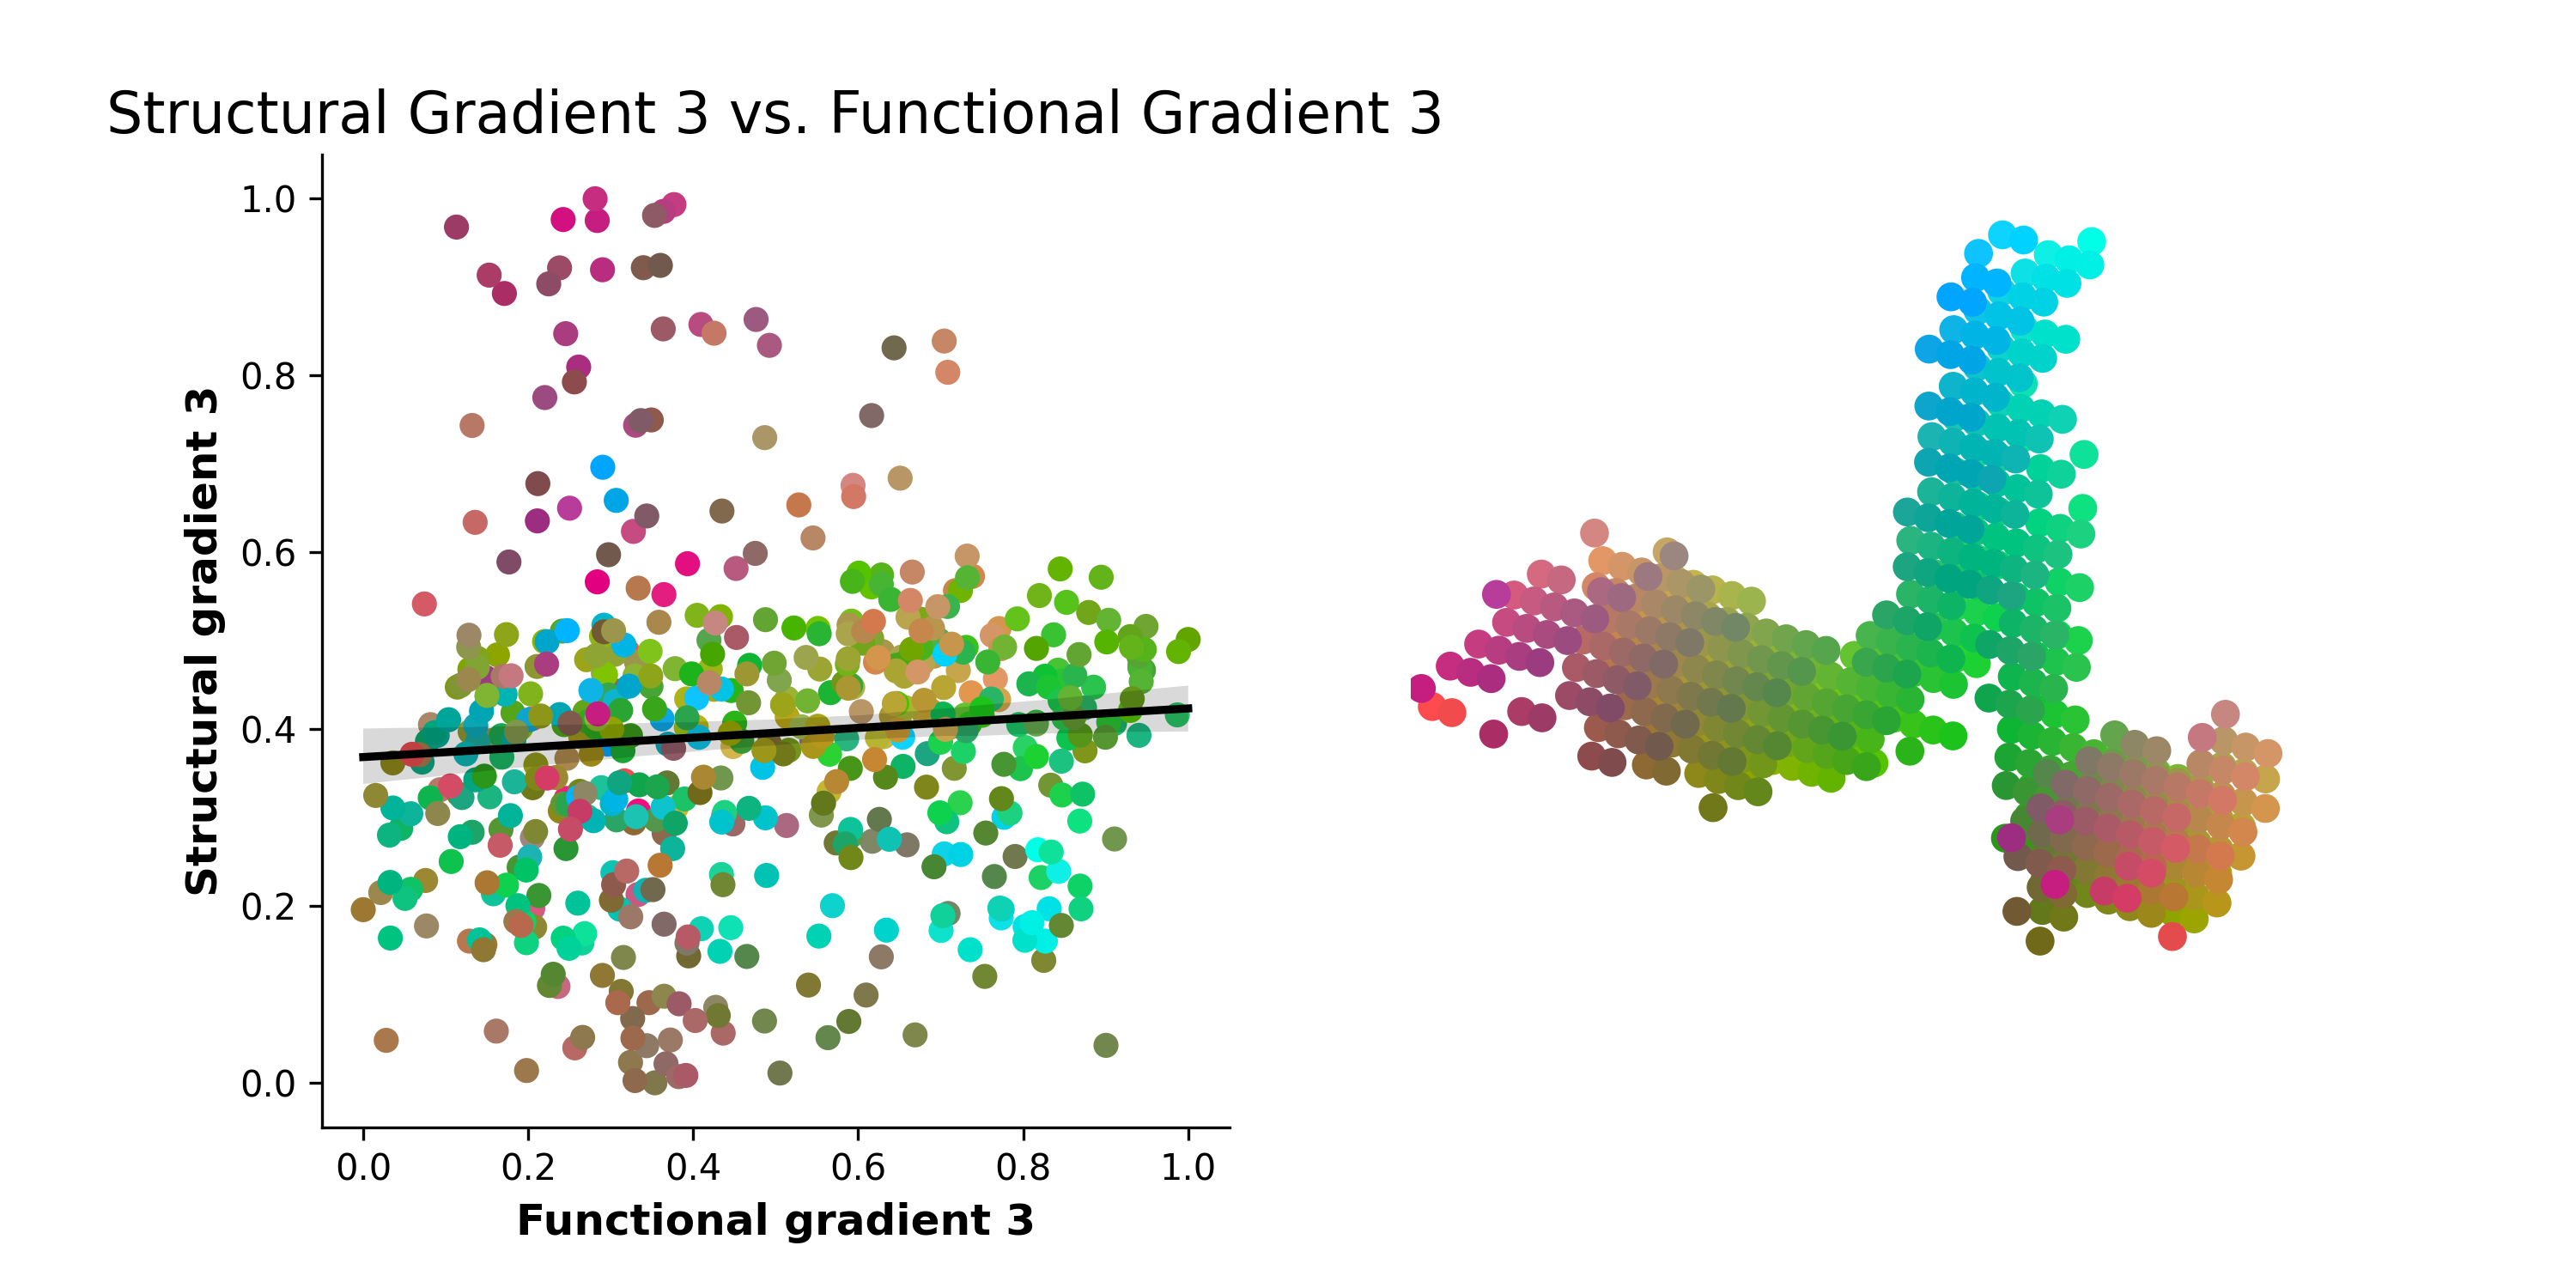 Structural Gradient 3 vs. Functional Gradient 3
1.0
0.8
0.6
0.4
0.2
0.0
Structural gradient 3
0.0 0.2 0.4 0.6 0.8 1.0
Functional gradient 3